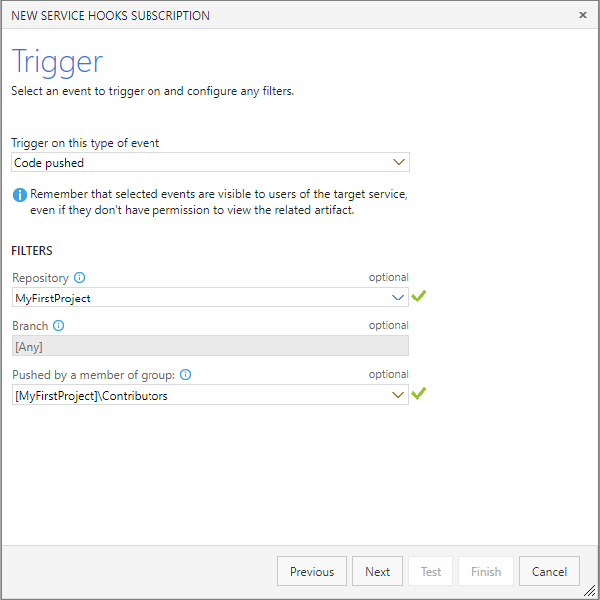 NEW SERVICE HOOKS SUBSCRIPTION
Trigger
Select an event to trigger on and configure any filters.
Trigger on this type of event
Code pushed
Remember that selected events are visible to users of the target service,
even if they don't have permission to view the related artifact.
FILTERS
Repository optional
MyFirstProject
Branch optional
[Any]
Pushed by a member of group: optional
[MyFirstProject]\Contributors
Previous Next Test Finish Cancel